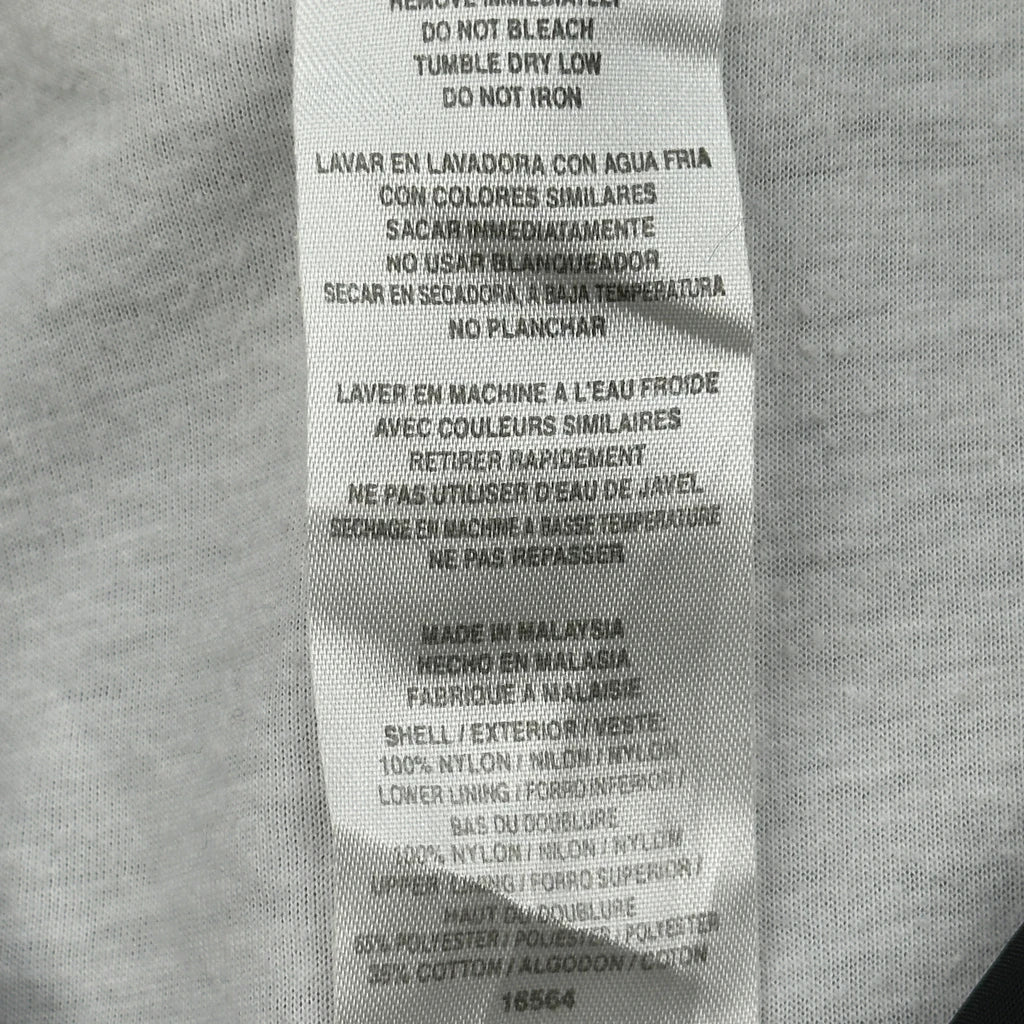 REMOVE IMMEDIATELY
DO NOT BLEACH
TUMBLE DRY LOW
DO NOT IRON
LAVAR EN LAVADORA CON AGUA FRIA
CON COLORES SIMILARES
SACAR INMEDIATAMENTE
NO USAR BLANQUEADOR
SECAR EN SECADORA, A BAJA TEMPERATURA
NO PLANCHAR
LAVER EN MACHINE A L'EAU FROIDE
AVEC COULEURS SIMILAIRES
RETIRER RAPIDEMENT
NE PAS UTILISER D'EAU DE JAVEL
SECHAGE EN MACHINE A BASSE TEMPERATURE
NE PAS REPASSER
MADE IN MALAYSIA
HECHO EN MALASIA
FABRIQUE A MALAISIE
SHELL / EXTERIOR / VESTE:
100% NYLON / NILON / NYLON
LOWER LINING / FORRO INFERIOR /
BAS DU DOUBLURE
100% NYLON / NILON / NYLON
UPPER LINING / FORRO SUPERIOR /
HAUT DU DOUBLURE
65% POLYESTER / POLIESTER / POLYESTER
35% COTTON / ALGODON / COTON
16564